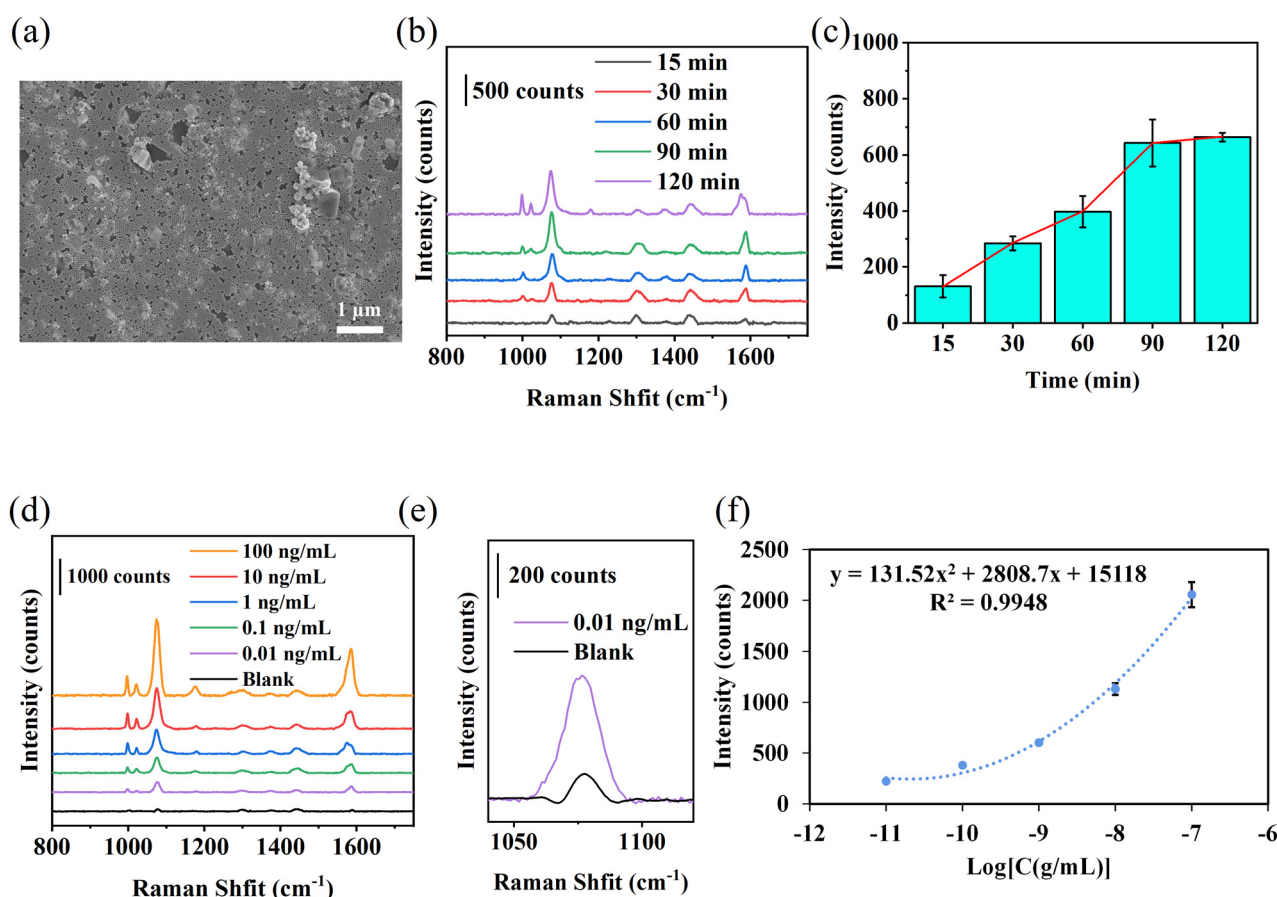 (a)
1 µm
(b)
500 counts
15 min
30 min
60 min
90 min
120 min
Intensity (counts)
800 1000 1200 1400 1600
Raman Shfit (cm⁻¹)
(c)
Intensity (counts)
1000
800
600
400
200
0
15 30 60 90 120
Time (min)
(d)
1000 counts
100 ng/mL
10 ng/mL
1 ng/mL
0.1 ng/mL
0.01 ng/mL
Blank
Intensity (counts)
800 1000 1200 1400 1600
Raman Shfit (cm⁻¹)
(e)
200 counts
0.01 ng/mL
Blank
Intensity (counts)
1050 1100
Raman Shfit (cm⁻¹)
(f)
y = 131.52x² + 2808.7x + 15118
R² = 0.9948
Intensity (counts)
2500
2000
1500
1000
500
0
-12 -11 -10 -9 -8 -7 -6
Log[C(g/mL)]